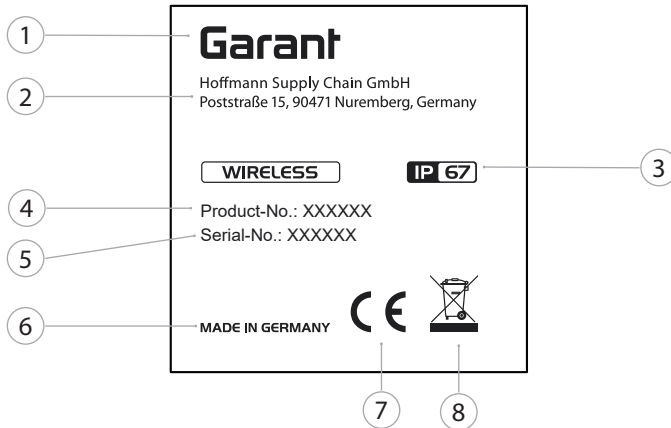 1
Garant
2
Hoffmann Supply Chain GmbH
Poststraße 15, 90471 Nuremberg, Germany
WIRELESS
IP 67
3
4
Product-No.: XXXXXX
5
Serial-No.: XXXXXX
6
MADE IN GERMANY
CE
7
8